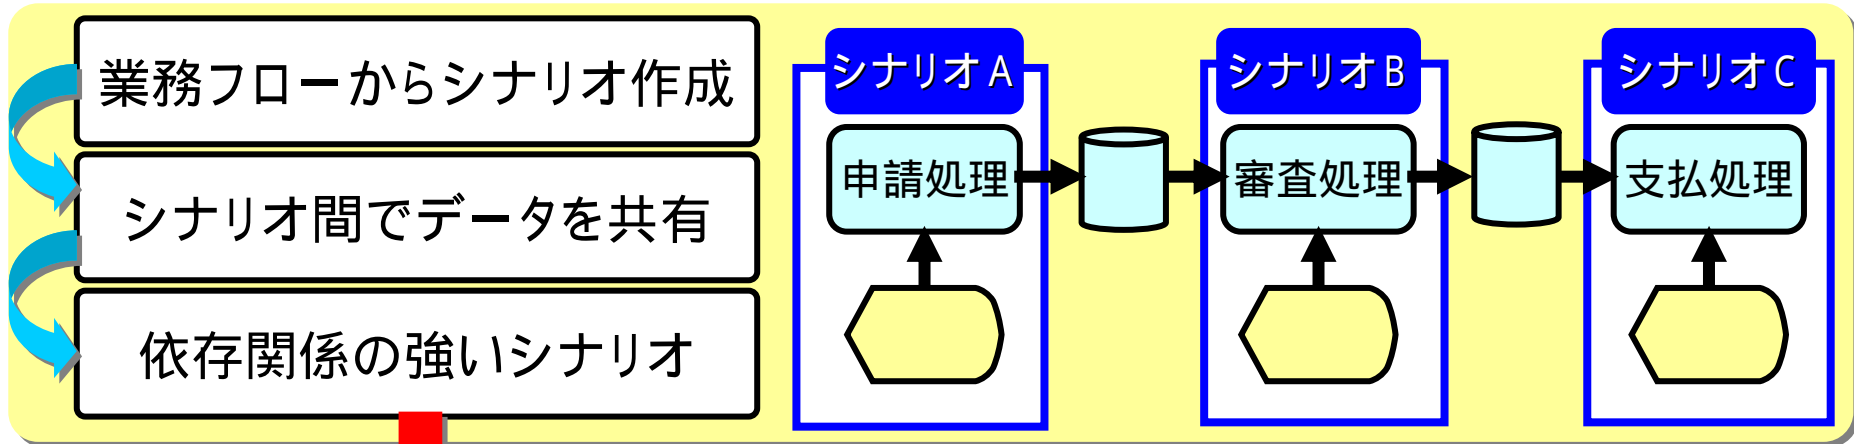 業務フローからシナリオ作成
シナリオ間でデータを共有
依存関係の強いシナリオ
シナリオA
申請処理
シナリオB
審査処理
シナリオC
支払処理